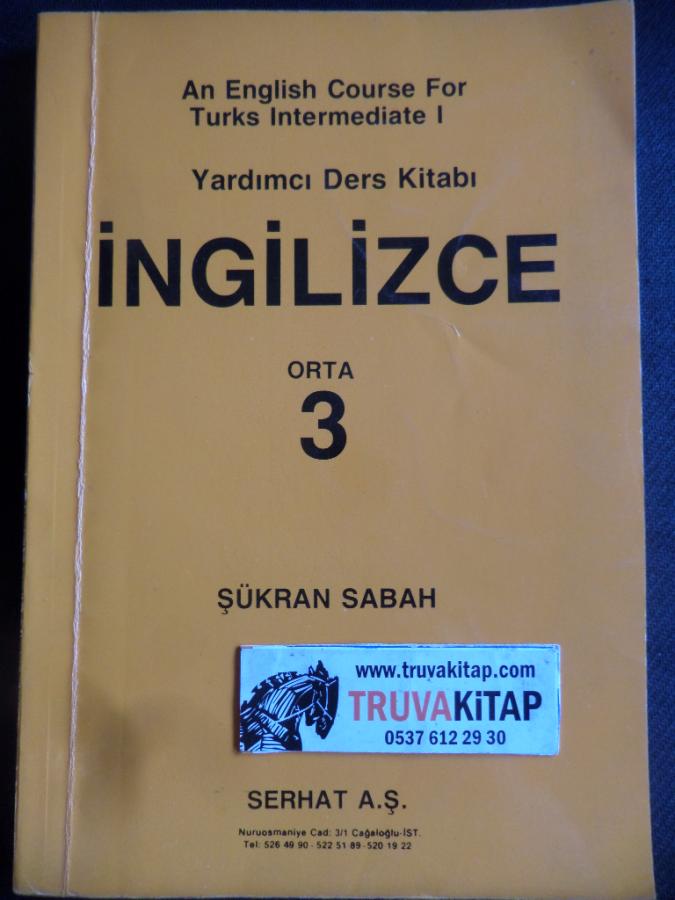 An English Course For
Turks Intermediate I
Yardımcı Ders Kitabı
İNGİLİZCE
ORTA
3
ŞÜKRAN SABAH
www.truvakitap.com
TRUVAKiTAP
0537 612 29 30
SERHAT A.Ş.
Nuruosmaniye Cad: 3/1 Cağaloğlu-İST.
Tel: 526 49 90 - 522 51 89 - 520 19 22